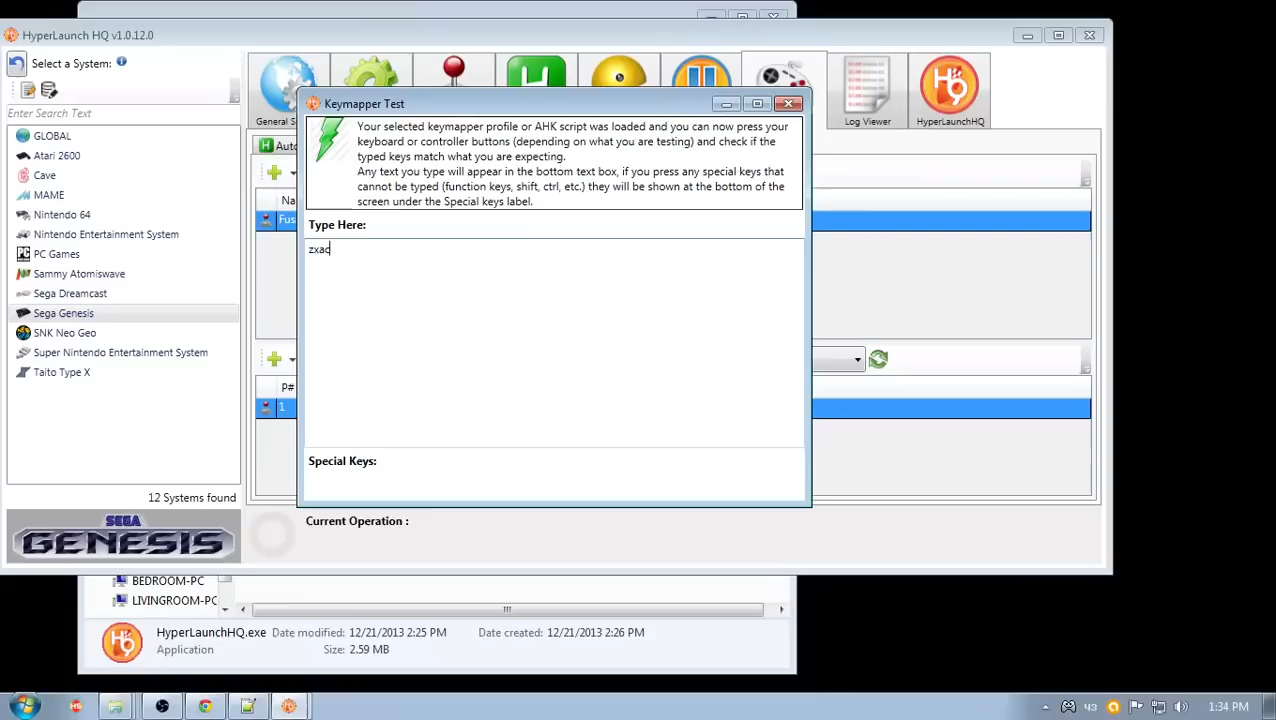 HyperLaunch HQ v1.0.12.0
Select a System:
Enter Search Text
GLOBAL
Atari 2600
Cave
MAME
Nintendo 64
Nintendo Entertainment System
PC Games
Sammy Atomiswave
Sega Dreamcast
Sega Genesis
SNK Neo Geo
Super Nintendo Entertainment System
Taito Type X
12 Systems found
SEGA
GENESIS
General S
Log Viewer
HyperLaunchHQ
Auto
Na
Fus
P#
1
Keymapper Test
Your selected keymapper profile or AHK script was loaded and you can now press your
keyboard or controller buttons (depending on what you are testing) and check if the
typed keys match what you are expecting.
Any text you type will appear in the bottom text box, if you press any special keys that
cannot be typed (function keys, shift, ctrl, etc.) they will be shown at the bottom of the
screen under the Special keys label.
Type Here:
zxac
Special Keys:
Current Operation :
BEDROOM-PC
LIVINGROOM-PC
HyperLaunchHQ.exe Date modified: 12/21/2013 2:25 PM Date created: 12/21/2013 2:26 PM
Application Size: 2.59 MB
43 1:34 PM